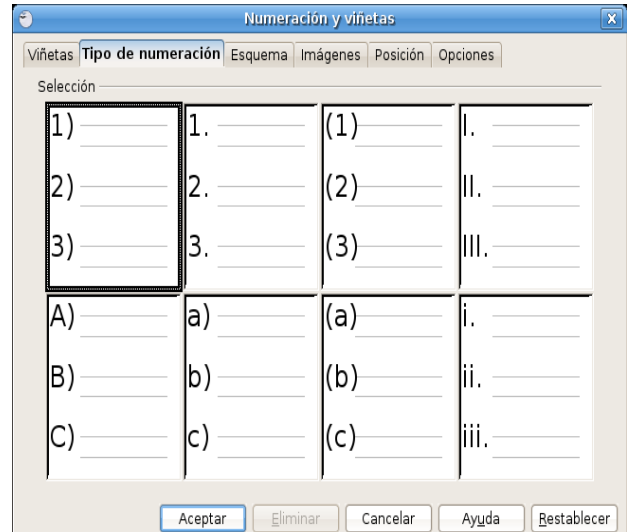 Numeración y viñetas
Viñetas Tipo de numeración Esquema Imágenes Posición Opciones
Selección
1) 1. (1) I.
2) 2. (2) II.
3) 3. (3) III.
A) a) (a) i.
B) b) (b) ii.
C) c) (c) iii.
Aceptar Eliminar Cancelar Ayuda Restablecer